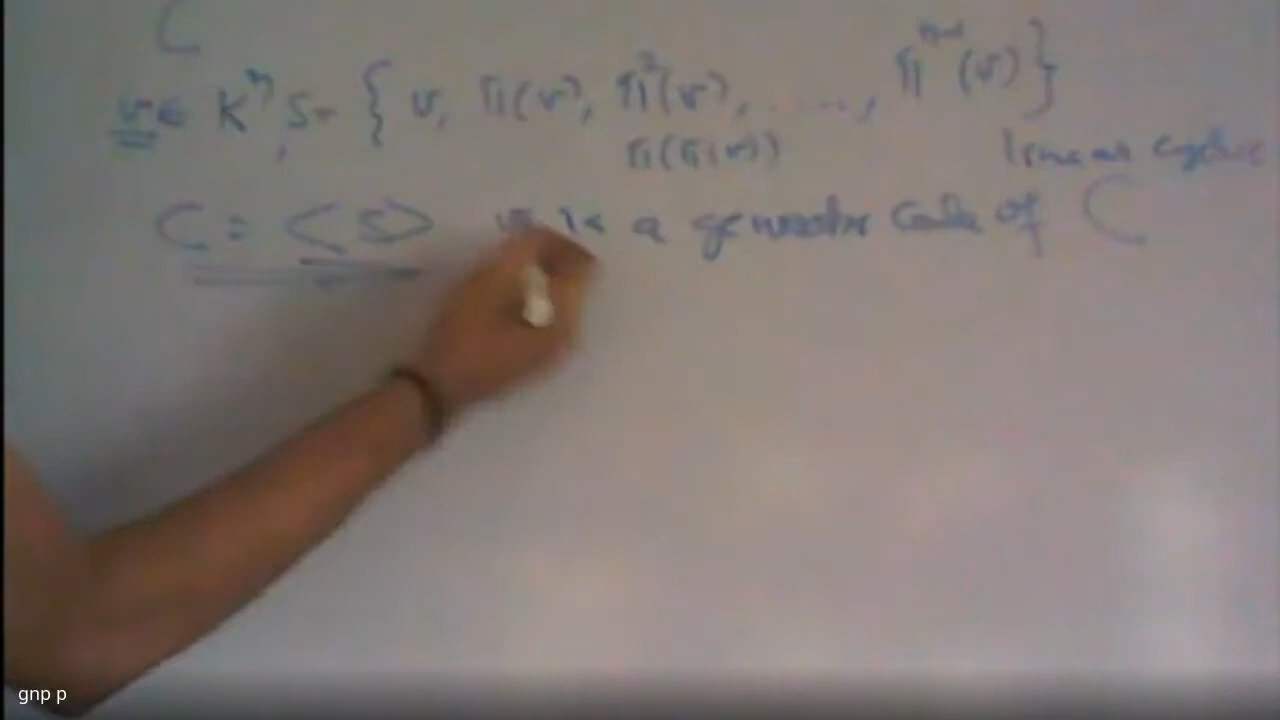 C
v ∈ Kⁿ, S = { v, π(v), π²(v), ....., πⁿ⁻¹(v) }
π(π(v))
linear cyclic
C = <S> v is a generator code of C
gnp p